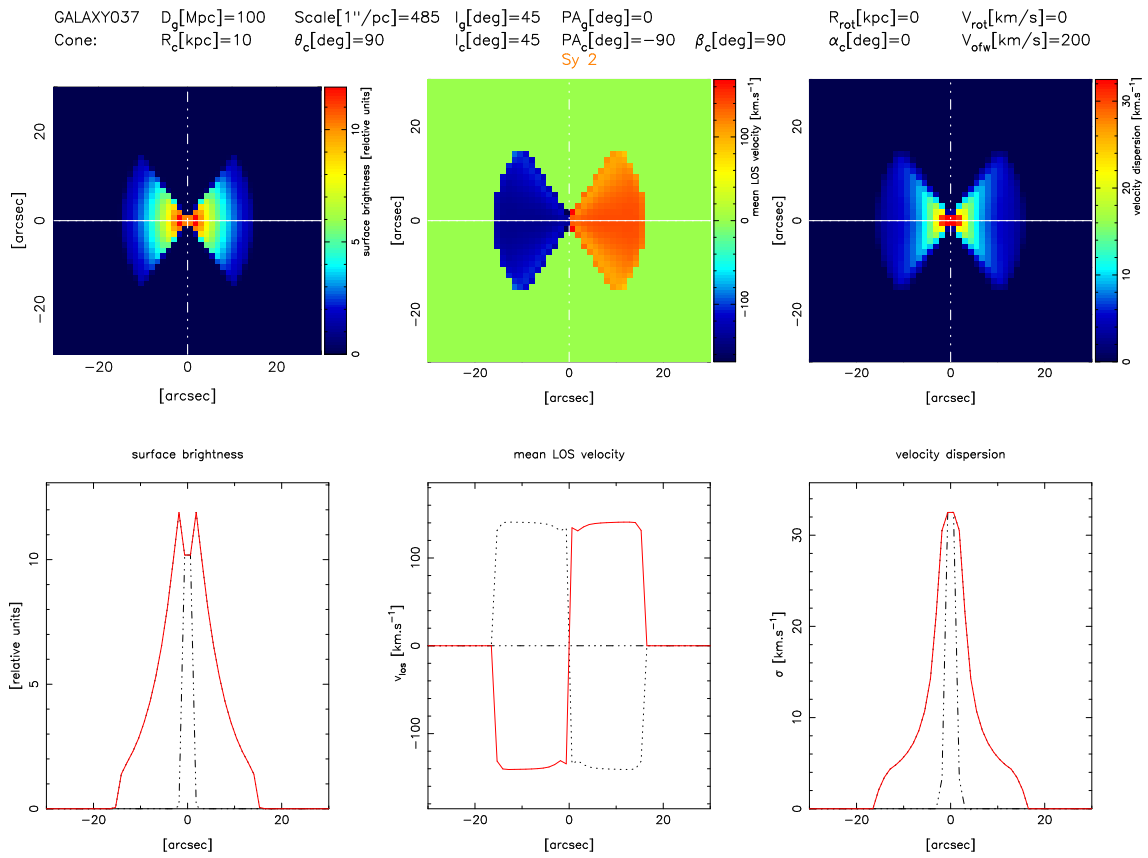 GALAXY037 D_g[Mpc]=100 Scale[1"/pc]=485 I_g[deg]=45 PA_g[deg]=0 R_rot[kpc]=0 V_rot[km/s]=0
Cone: R_c[kpc]=10 θ_c[deg]=90 I_c[deg]=45 PA_c[deg]=−90 β_c[deg]=90 α_c[deg]=0 V_ofw[km/s]=200
Sy 2
20
0
−20
[arcsec]
−20 0 20
[arcsec]
0 5 10
surface brightness [relative units]
20
0
−20
[arcsec]
−20 0 20
[arcsec]
−100 0 100
mean LOS velocity [km.s⁻¹]
20
0
−20
[arcsec]
−20 0 20
[arcsec]
0 10 20 30
velocity dispersion [km.s⁻¹]
surface brightness
10
5
0
[relative units]
−20 0 20
[arcsec]
mean LOS velocity
100
0
−100
v_los [km.s⁻¹]
−20 0 20
[arcsec]
velocity dispersion
30
20
10
0
σ [km.s⁻¹]
−20 0 20
[arcsec]